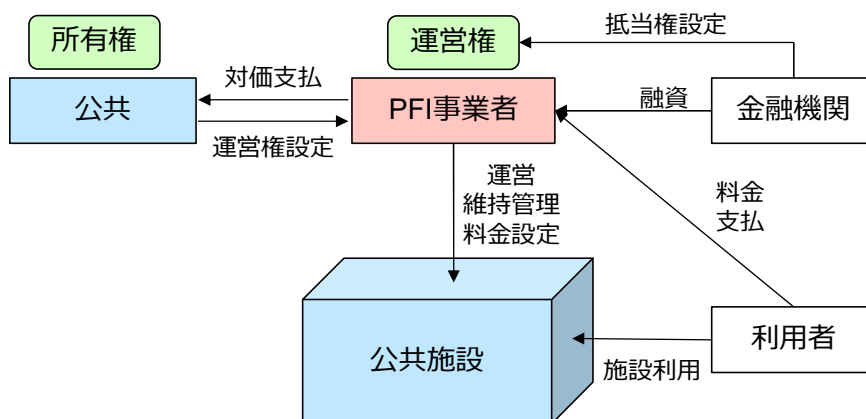 所有権
運営権
抵当権設定
対価支払
公共
PFI事業者
融資
金融機関
運営権設定
運営
維持管理
料金設定
料金
支払
公共施設
利用者
施設利用